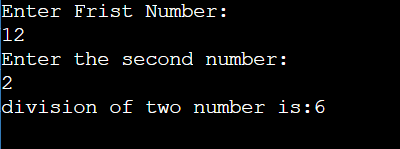 Enter Frist Number:
12
Enter the second number:
2
division of two number is:6